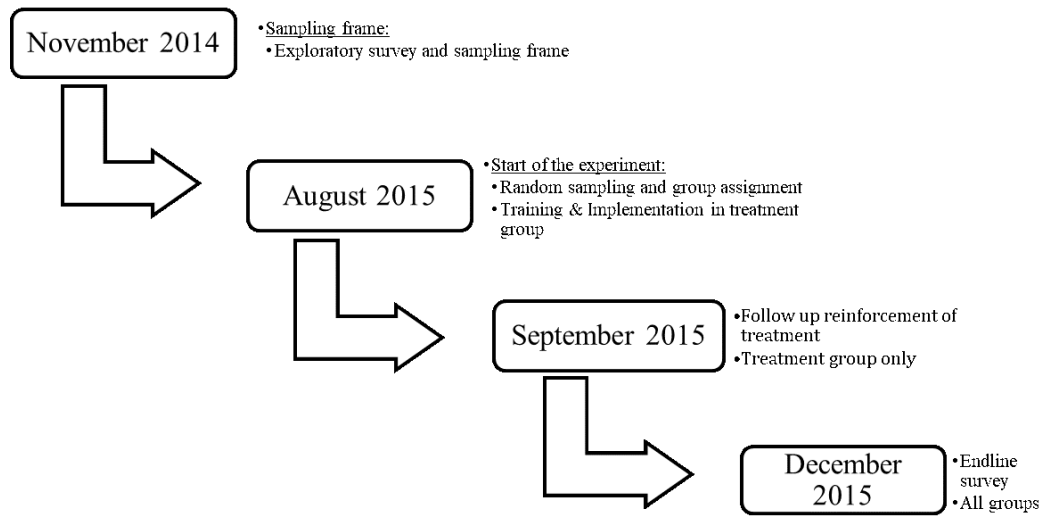 November 2014
•Sampling frame:
•Exploratory survey and sampling frame
August 2015
•Start of the experiment:
•Random sampling and group assignment
•Training & Implementation in treatment
group
September 2015
•Follow up reinforcement of
treatment
•Treatment group only
December
2015
•Endline
survey
•All groups